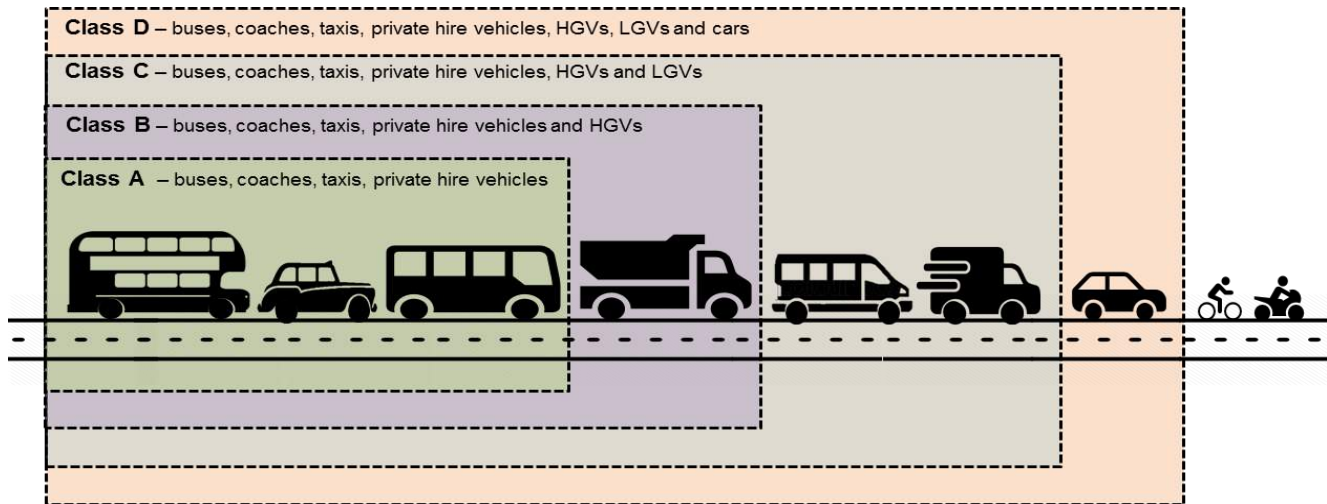 Class D – buses, coaches, taxis, private hire vehicles, HGVs, LGVs and cars
Class C – buses, coaches, taxis, private hire vehicles, HGVs and LGVs
Class B – buses, coaches, taxis, private hire vehicles and HGVs
Class A – buses, coaches, taxis, private hire vehicles